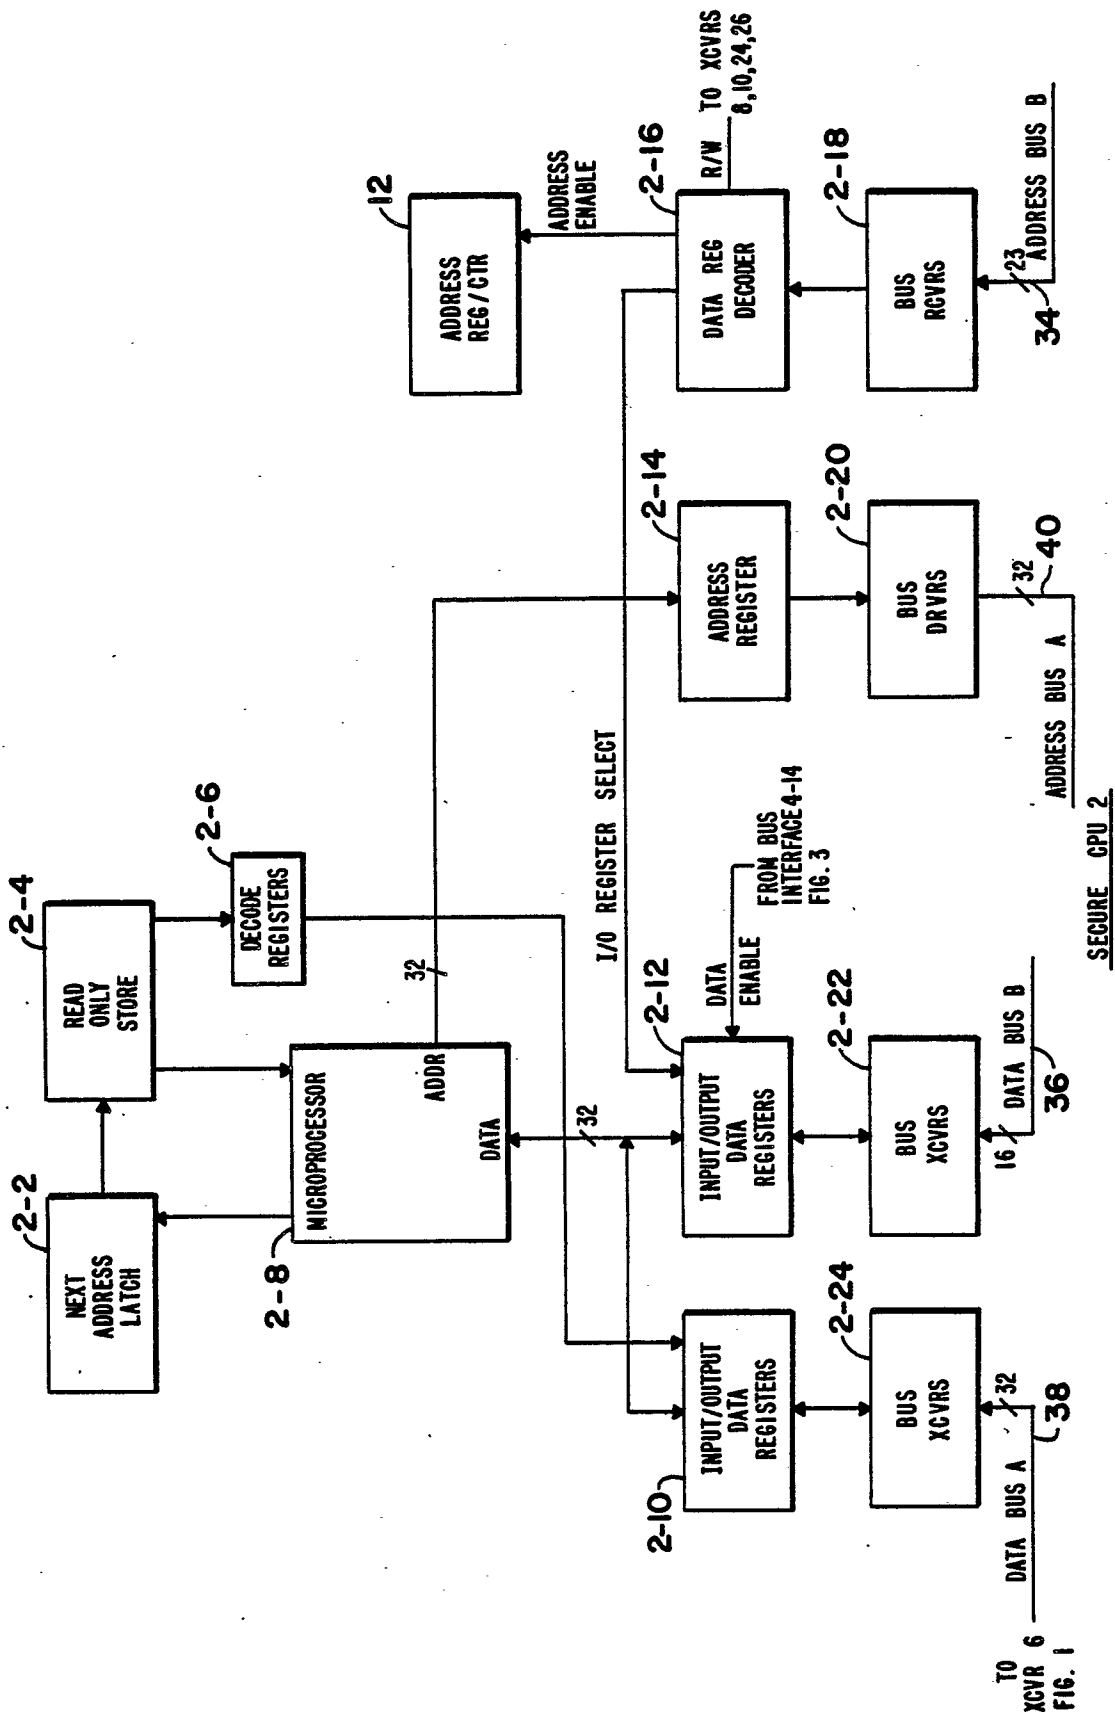 2-2
NEXT
ADDRESS
LATCH
2-4
READ
ONLY
STORE
2-6
DECODE
REGISTERS
2-8
MICROPROCESSOR
ADDR
DATA
32
32
12
ADDRESS
REG/CTR
ADDRESS
ENABLE
I/O REGISTER SELECT
2-10
INPUT/OUTPUT
DATA
REGISTERS
2-12
INPUT/OUTPUT
DATA
REGISTERS
DATA
ENABLE
FROM BUS
INTERFACE 4-14
FIG. 3
2-14
ADDRESS
REGISTER
2-16
DATA REG
DECODER
R/W TO XCVRS
8,10,24,26
2-24
BUS
XCVRS
2-22
BUS
XCVRS
2-20
BUS
DRVRS
2-18
BUS
RCVRS
TO
XCVR 6
FIG. 1
DATA BUS A
32
38
16
DATA BUS B
36
ADDRESS BUS A
32
40
34
23
ADDRESS BUS B
SECURE CPU 2